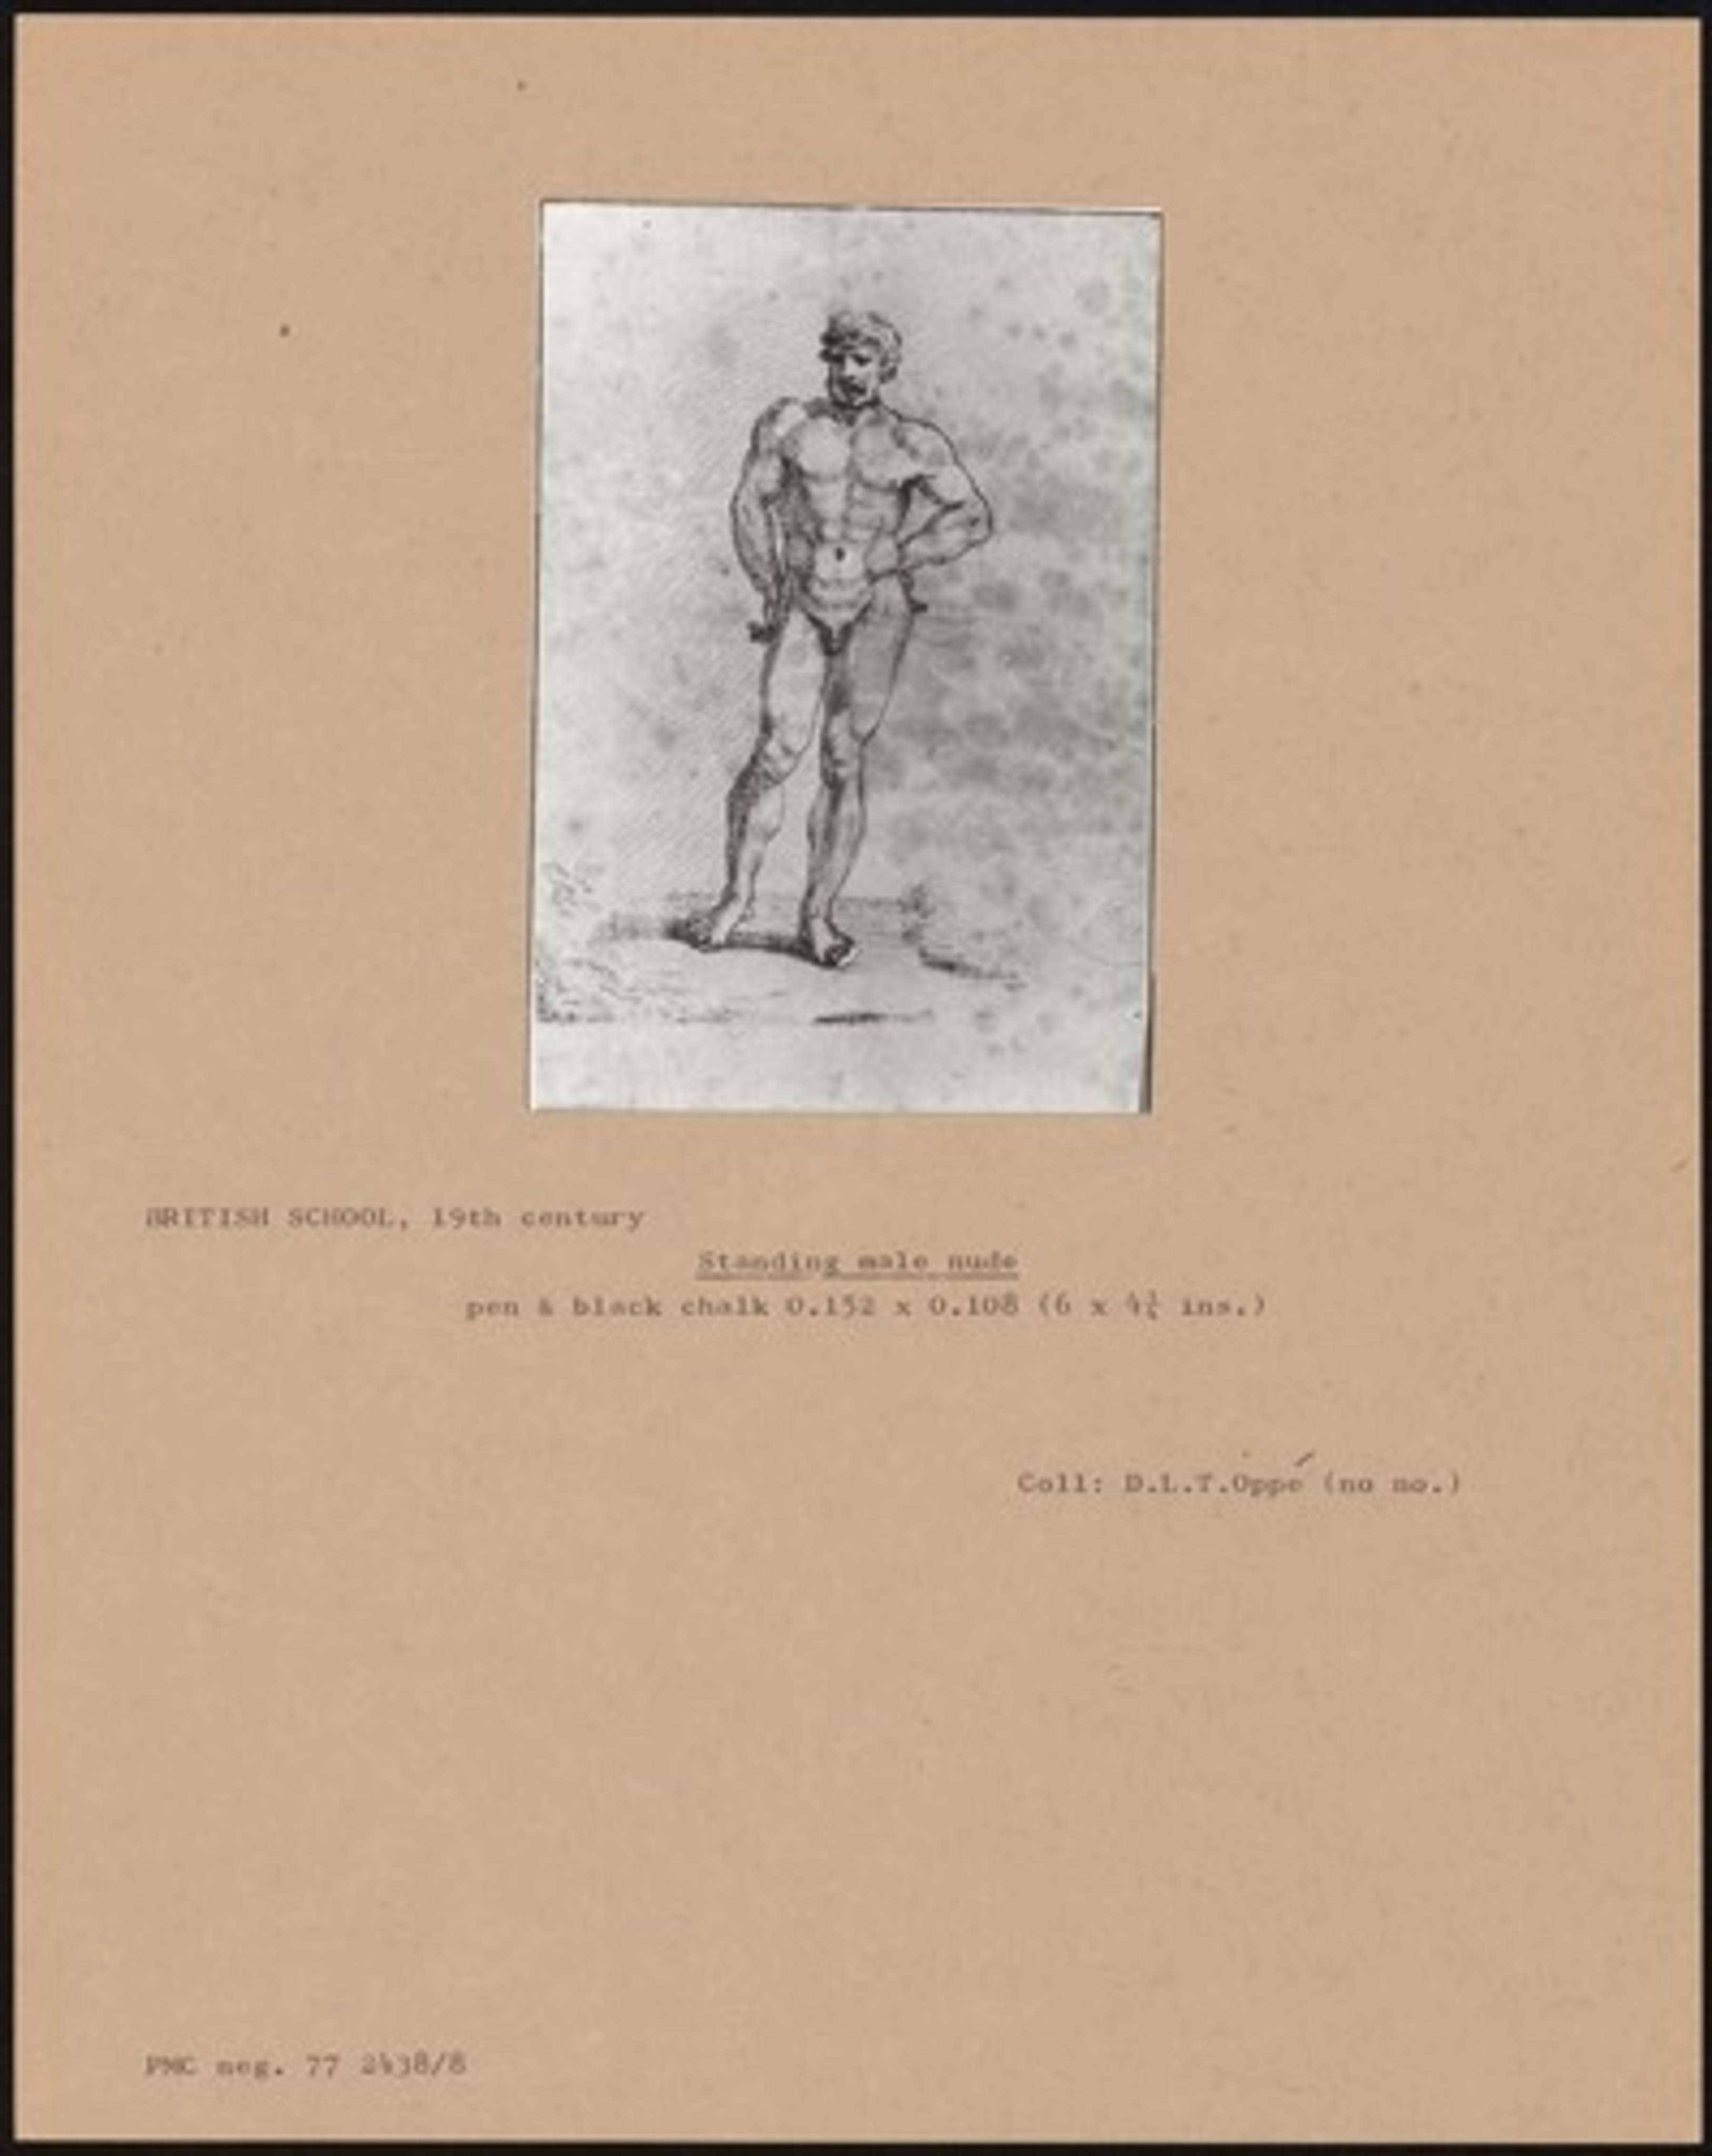 BRITISH SCHOOL, 19th century
Standing male nude
pen & black chalk 0.152 x 0.108 (6 x 4¼ ins.)
Coll: D.L.T.Oppé (no no.)
PMC neg. 77 2438/8